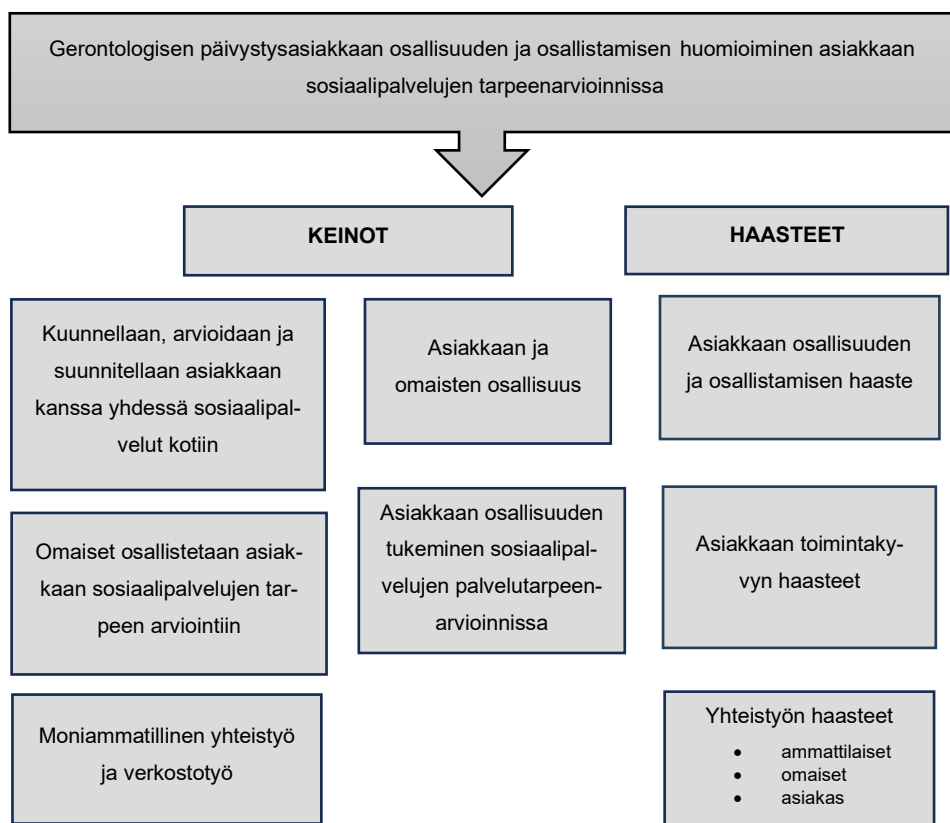 Gerontologisen päivystysasiakkaan osallisuuden ja osallistamisen huomioiminen asiakkaan
sosiaalipalvelujen tarpeenarvioinnissa
KEINOT
HAASTEET
Kuunnellaan, arvioidaan ja
suunnitellaan asiakkaan
kanssa yhdessä sosiaalipal-
velut kotiin
Asiakkaan ja
omaisten osallisuus
Asiakkaan osallisuuden
ja osallistamisen haaste
Omaiset osallistetaan asiak-
kaan sosiaalipalvelujen tar-
peen arviointiin
Asiakkaan osallisuuden
tukeminen sosiaalipal-
velujen palvelutarpeen-
arvioinnissa
Asiakkaan toimintaky-
vyn haasteet
Moniammatillinen yhteistyö
ja verkostotyö
Yhteistyön haasteet
• ammattilaiset
• omaiset
• asiakas